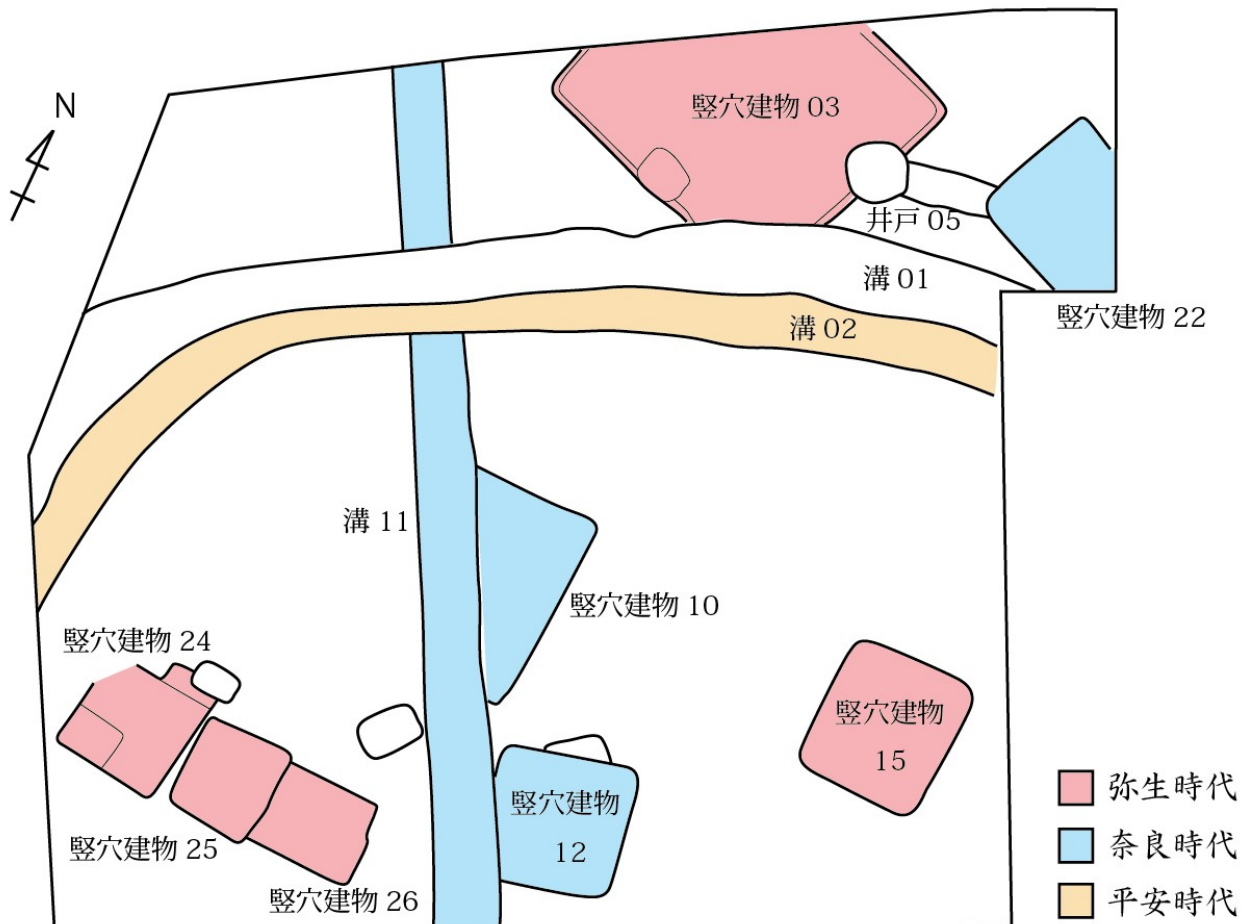 N
竪穴建物 03
井戸 05
溝 01
竪穴建物 22
溝 02
溝 11
竪穴建物 10
竪穴建物 24
竪穴建物
15
竪穴建物
12
竪穴建物 25
竪穴建物 26
弥生時代
奈良時代
平安時代